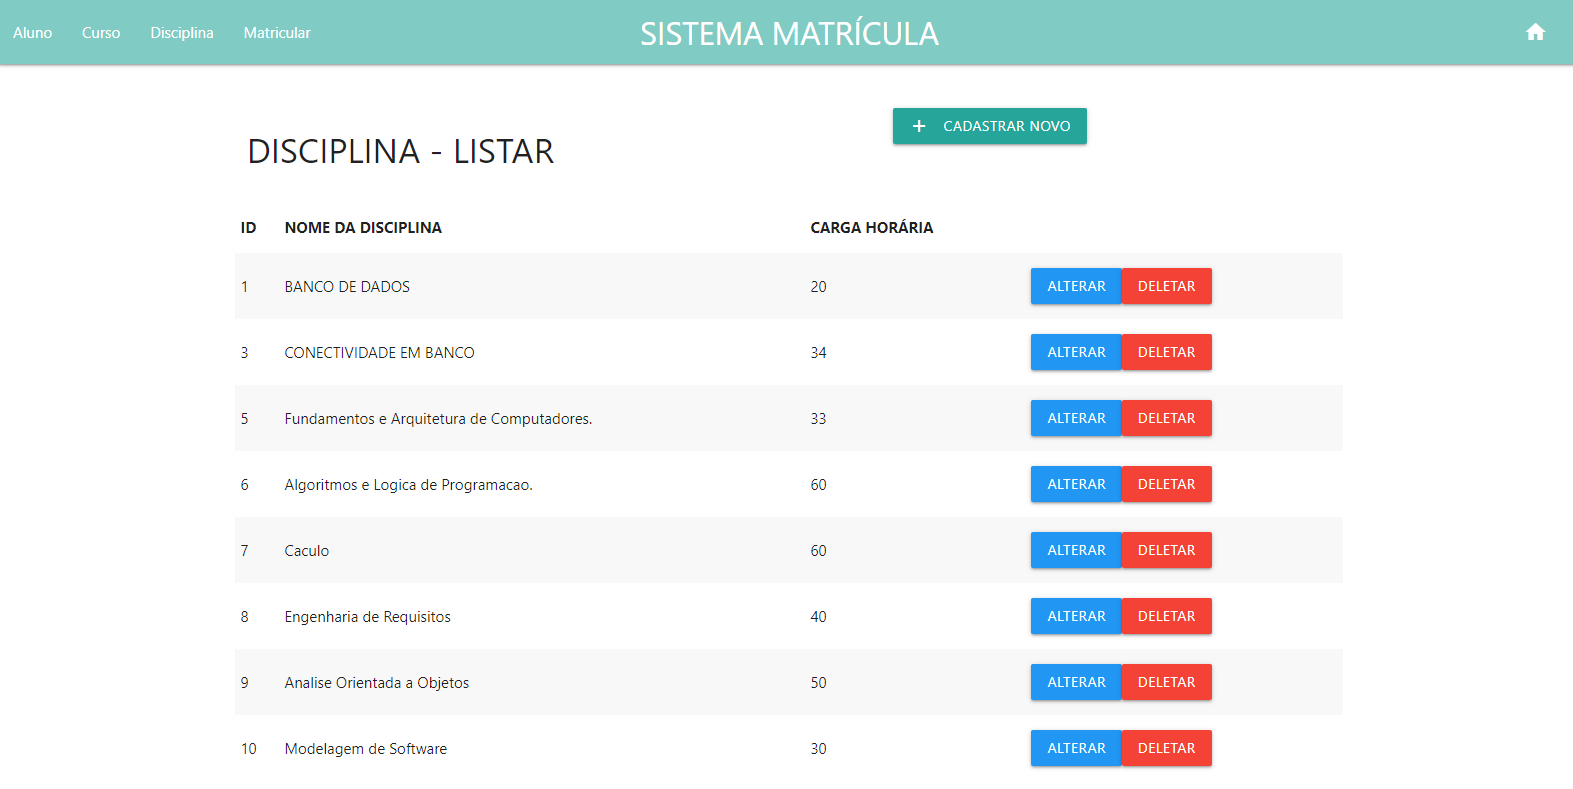 Aluno Curso Disciplina Matricular SISTEMA MATRÍCULA
CADASTRAR NOVO
DISCIPLINA - LISTAR
ID NOME DA DISCIPLINA CARGA HORÁRIA
1 BANCO DE DADOS 20 ALTERAR DELETAR
3 CONECTIVIDADE EM BANCO 34 ALTERAR DELETAR
5 Fundamentos e Arquitetura de Computadores. 33 ALTERAR DELETAR
6 Algoritmos e Logica de Programacao. 60 ALTERAR DELETAR
7 Caculo 60 ALTERAR DELETAR
8 Engenharia de Requisitos 40 ALTERAR DELETAR
9 Analise Orientada a Objetos 50 ALTERAR DELETAR
10 Modelagem de Software 30 ALTERAR DELETAR